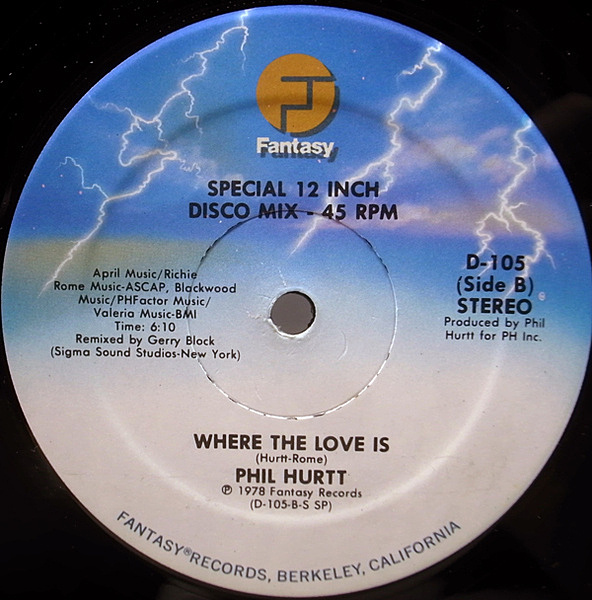 Fantasy
SPECIAL 12 INCH
DISCO MIX - 45 RPM
April Music/Richie
Rome Music-ASCAP, Blackwood
Music/PHFactor Music/
Valeria Music-BMI
Time: 6:10
Remixed by Gerry Block
(Sigma Sound Studios-New York)
D-105
(Side B)
STEREO
Produced by Phil
Hurtt for PH Inc.
WHERE THE LOVE IS
(Hurtt-Rome)
PHIL HURTT
℗ 1978 Fantasy Records
(D-105-B-S SP)
FANTASY® RECORDS, BERKELEY, CALIFORNIA